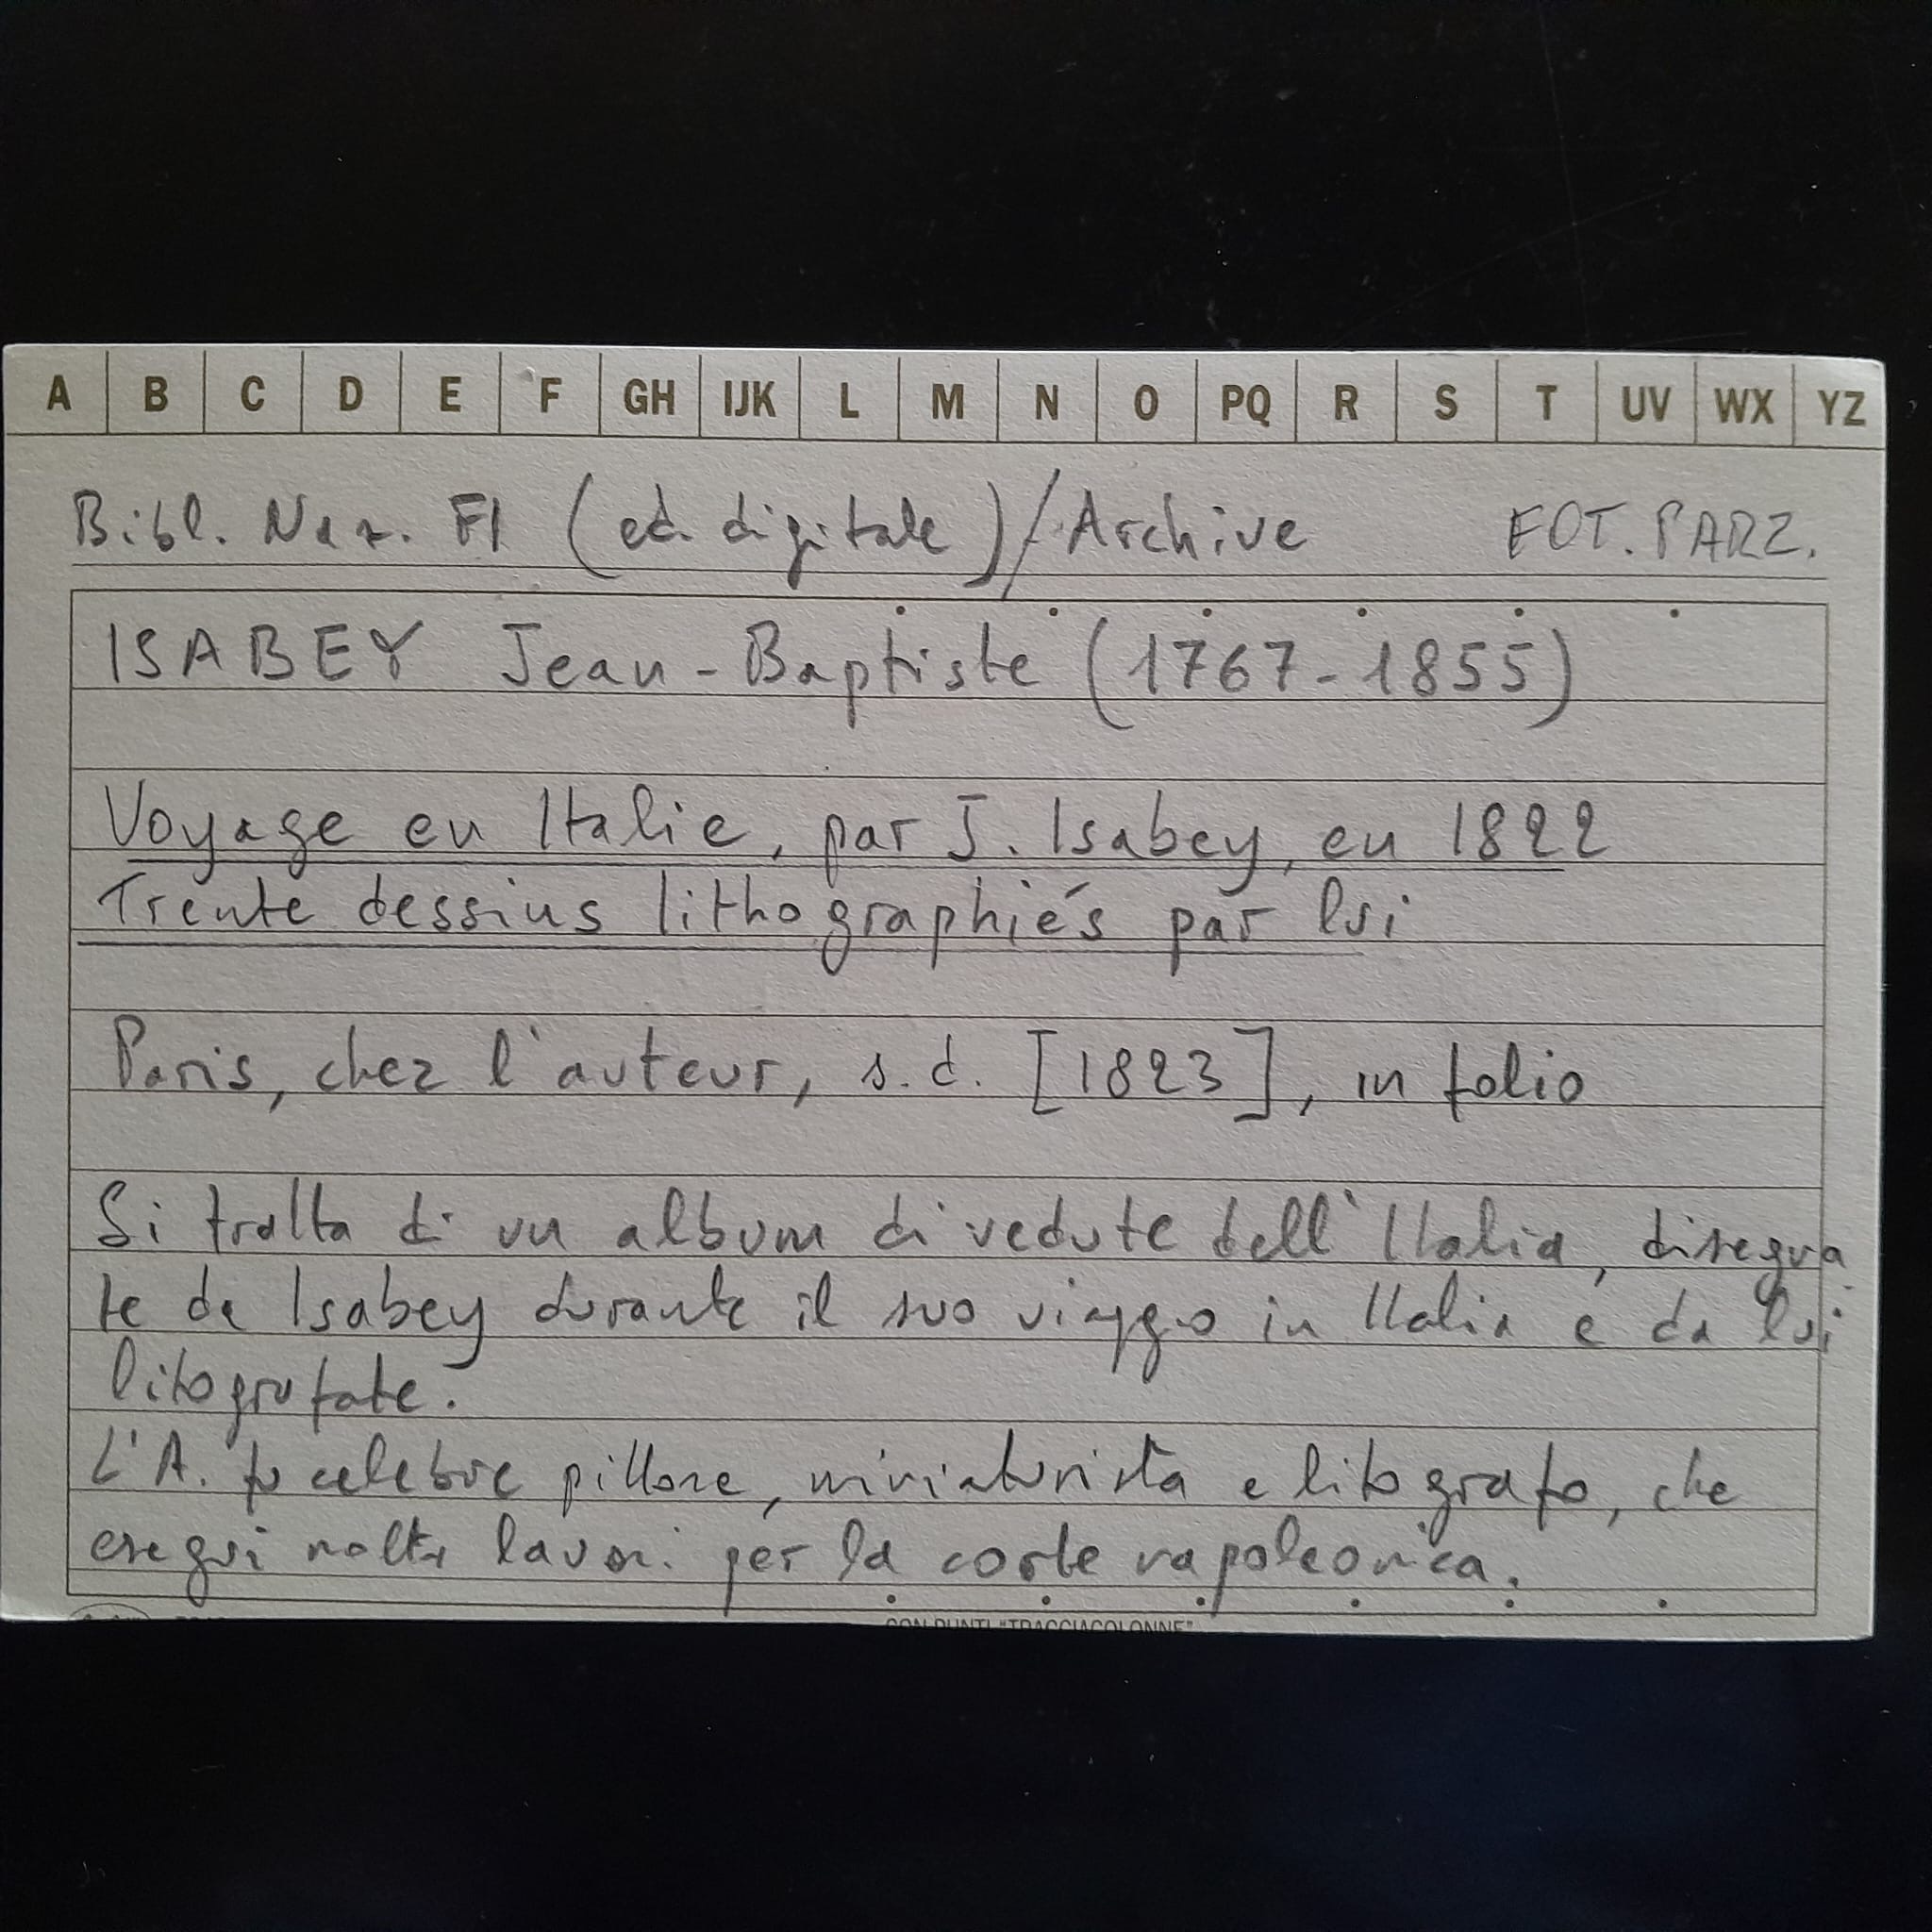 A B C D E F GH IJK L M N O PQ R S T UV WX YZ
Bibl. Naz. FI (ed. digitale) / Archive FOT. PARZ.
ISABEY Jean-Baptiste (1767-1855)
Voyage en Italie, par J. Isabey, en 1822
Trente dessins lithographiés par lui
Paris, chez l'auteur, s.d. [1823], in folio
Si tratta di un album di vedute dell'Italia, disegna
te da Isabey durante il suo viaggio in Italia e da lui
litografate.
L'A. fu celebre pittore, miniaturista e litografo, che
eseguì molti lavori per la corte napoleonica.
CON PUNTI "TRACCIACOLONNE"